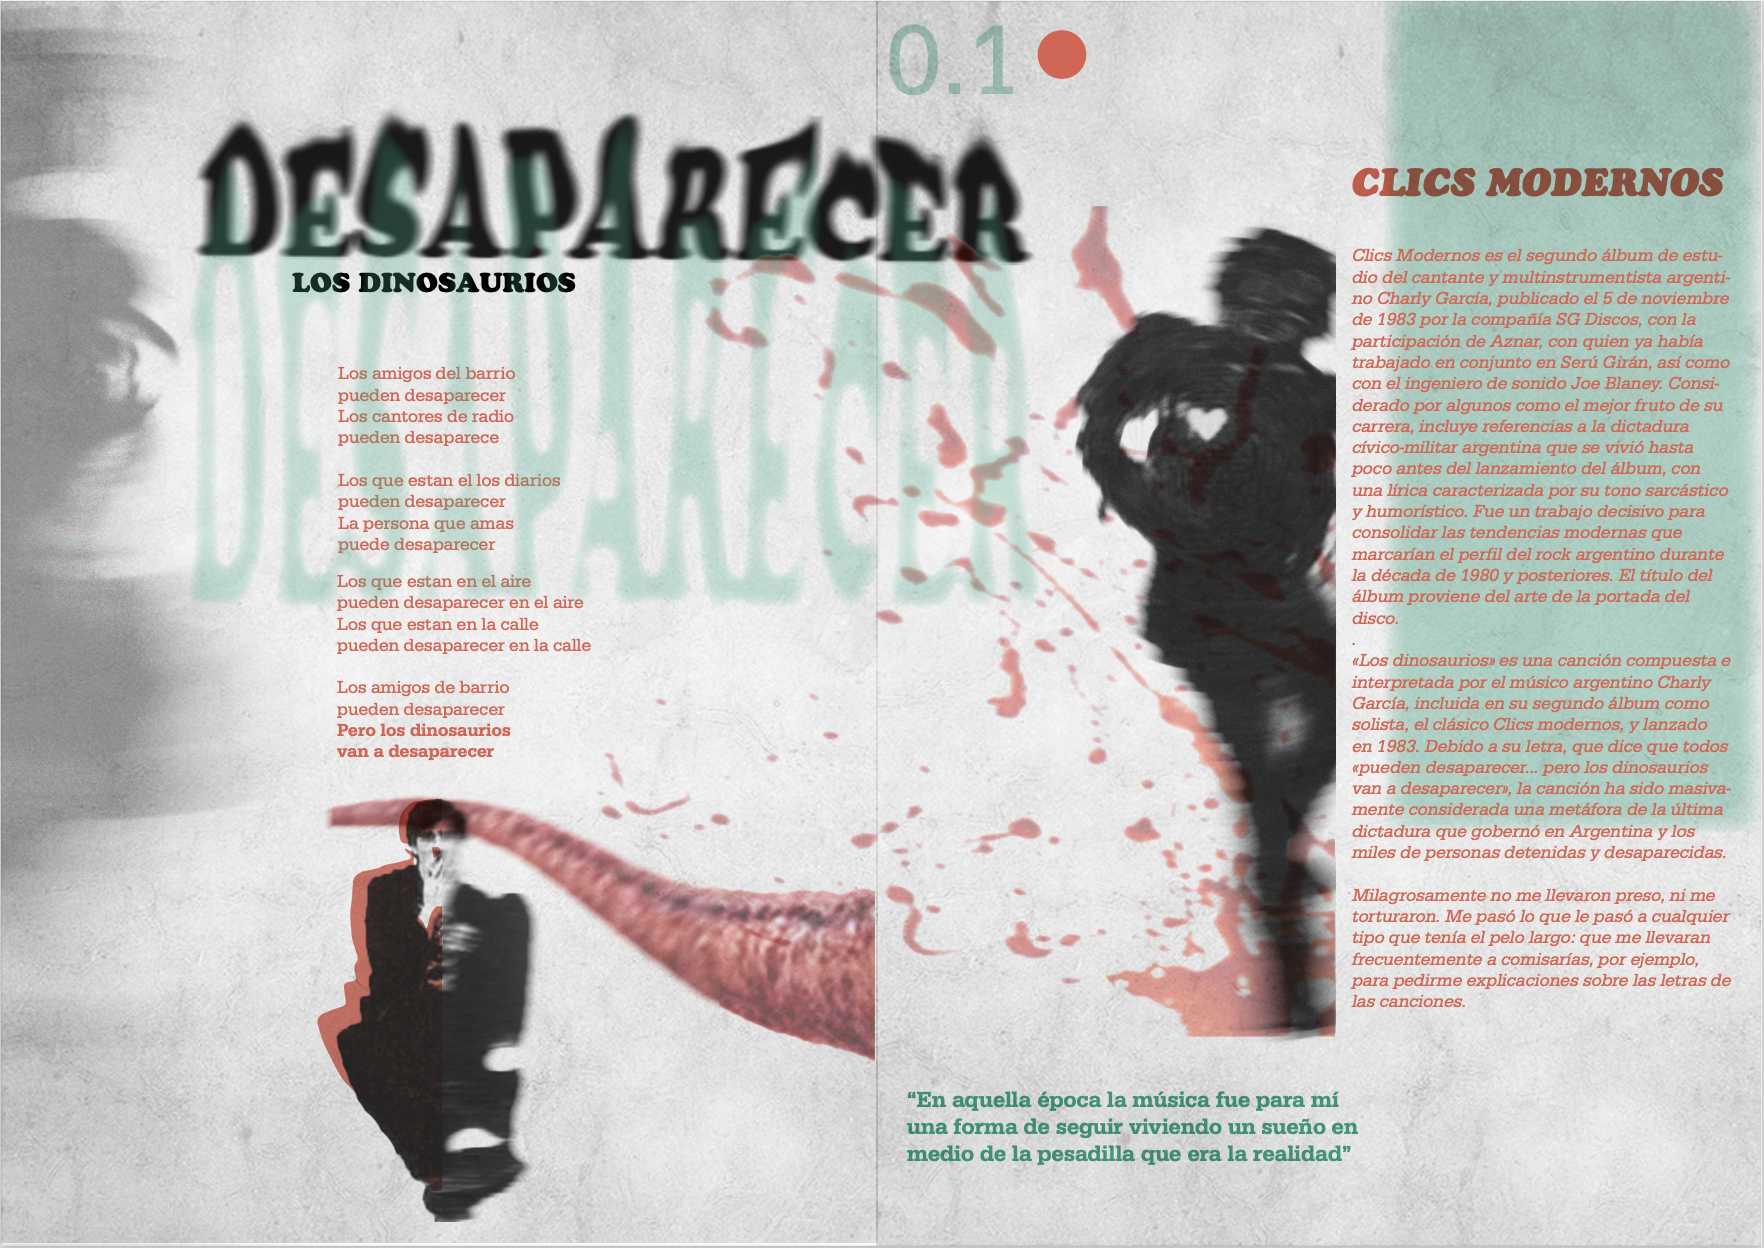 0.1
DESAPARECER
DESAPARECER
LOS DINOSAURIOS
Los amigos del barrio
pueden desaparecer
Los cantores de radio
pueden desaparece
Los que estan el los diarios
pueden desaparecer
La persona que amas
puede desaparecer
Los que estan en el aire
pueden desaparecer en el aire
Los que estan en la calle
pueden desaparecer en la calle
Los amigos de barrio
pueden desaparecer
Pero los dinosaurios
van a desaparecer
CLICS MODERNOS
Clics Modernos es el segundo álbum de estu-
dio del cantante y multinstrumentista argenti-
no Charly García, publicado el 5 de noviembre
de 1983 por la compañía SG Discos, con la
participación de Aznar, con quien ya había
trabajado en conjunto en Serú Girán, así como
con el ingeniero de sonido Joe Blaney. Consi-
derado por algunos como el mejor fruto de su
carrera, incluye referencias a la dictadura
cívico-militar argentina que se vivió hasta
poco antes del lanzamiento del álbum, con
una lírica caracterizada por su tono sarcástico
y humorístico. Fue un trabajo decisivo para
consolidar las tendencias modernas que
marcarían el perfil del rock argentino durante
la década de 1980 y posteriores. El título del
álbum proviene del arte de la portada del
disco.
.
«Los dinosaurios» es una canción compuesta e
interpretada por el músico argentino Charly
García, incluida en su segundo álbum como
solista, el clásico Clics modernos, y lanzado
en 1983. Debido a su letra, que dice que todos
«pueden desaparecer... pero los dinosaurios
van a desaparecer», la canción ha sido masiva-
mente considerada una metáfora de la última
dictadura que gobernó en Argentina y los
miles de personas detenidas y desaparecidas.
Milagrosamente no me llevaron preso, ni me
torturaron. Me pasó lo que le pasó a cualquier
tipo que tenía el pelo largo: que me llevaran
frecuentemente a comisarías, por ejemplo,
para pedirme explicaciones sobre las letras de
las canciones.
“En aquella época la música fue para mí
una forma de seguir viviendo un sueño en
medio de la pesadilla que era la realidad”